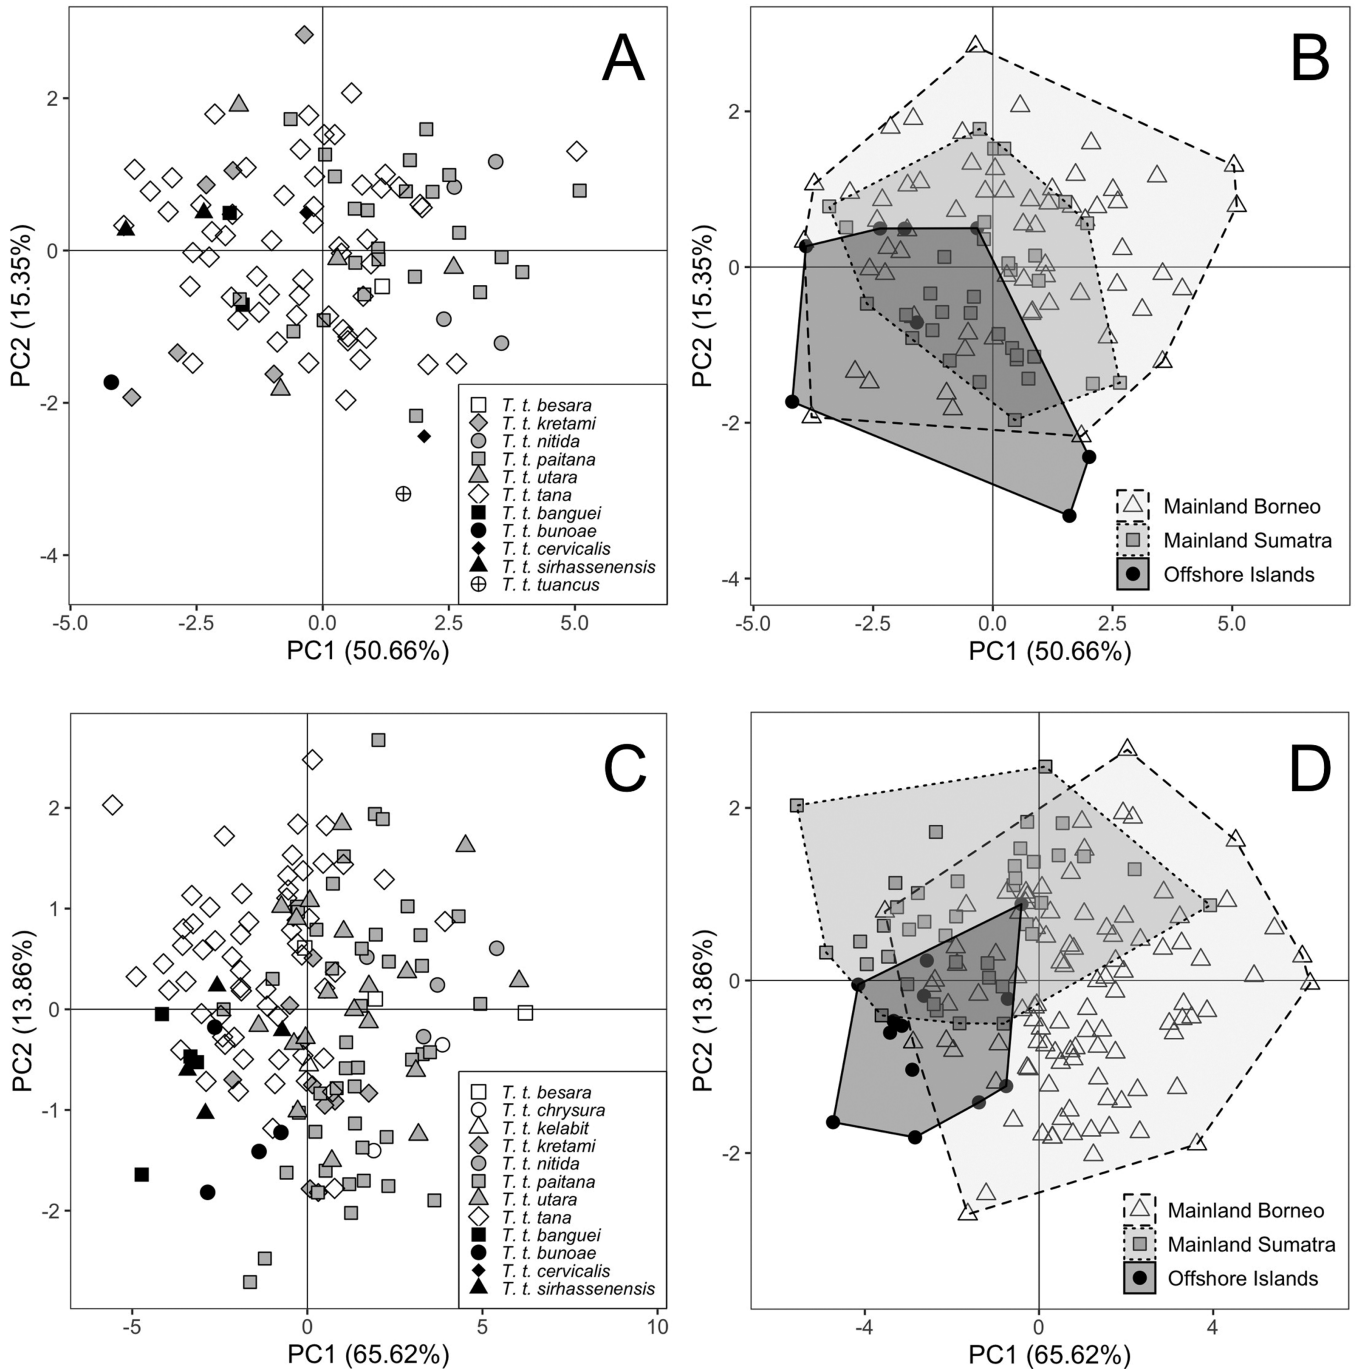 A
2
0
-2
-4
PC2 (15.35%)
T. t. besara
T. t. kretami
T. t. nitida
T. t. paitana
T. t. utara
T. t. tana
T. t. banguei
T. t. bunoae
T. t. cervicalis
T. t. sirhassenensis
T. t. tuancus
-5.0 -2.5 0.0 2.5 5.0
PC1 (50.66%)
B
2
0
-2
-4
PC2 (15.35%)
Mainland Borneo
Mainland Sumatra
Offshore Islands
-5.0 -2.5 0.0 2.5 5.0
PC1 (50.66%)
C
2
1
0
-1
-2
PC2 (13.86%)
T. t. besara
T. t. chrysura
T. t. kelabit
T. t. kretami
T. t. nitida
T. t. paitana
T. t. utara
T. t. tana
T. t. banguei
T. t. bunoae
T. t. cervicalis
T. t. sirhassenensis
-5 0 5 10
PC1 (65.62%)
D
2
0
-2
PC2 (13.86%)
Mainland Borneo
Mainland Sumatra
Offshore Islands
-4 0 4
PC1 (65.62%)